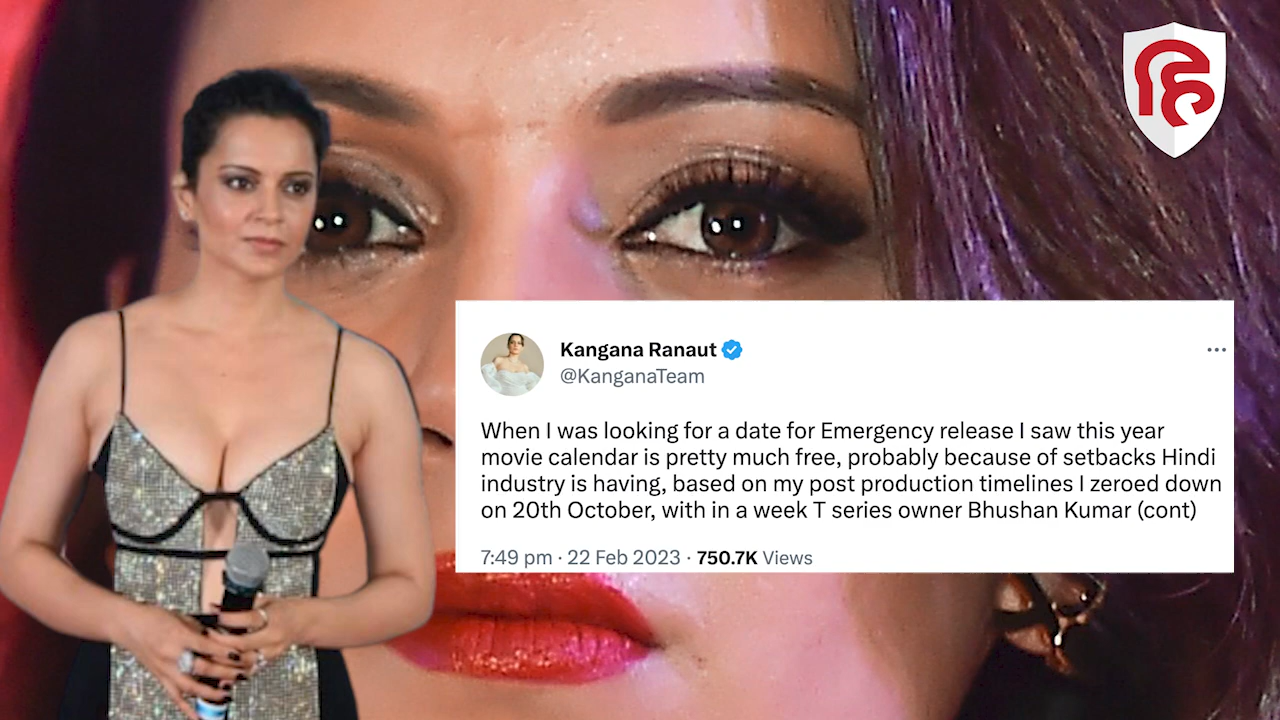 Kangana Ranaut
@KanganaTeam
When I was looking for a date for Emergency release I saw this year
movie calendar is pretty much free, probably because of setbacks Hindi
industry is having, based on my post production timelines I zeroed down
on 20th October, with in a week T series owner Bhushan Kumar (cont)
7:49 pm · 22 Feb 2023 · 750.7K Views